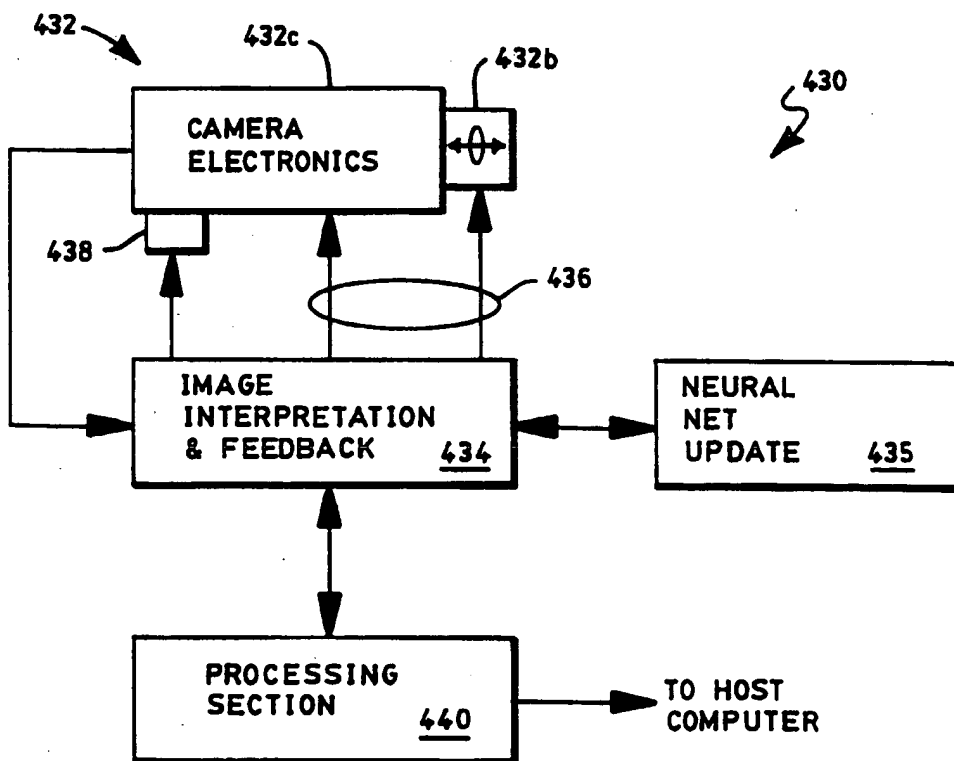 432
432c
432b
430
CAMERA
ELECTRONICS
438
436
IMAGE
INTERPRETATION
& FEEDBACK
434
NEURAL
NET
UPDATE
435
PROCESSING
SECTION
440
TO HOST
COMPUTER